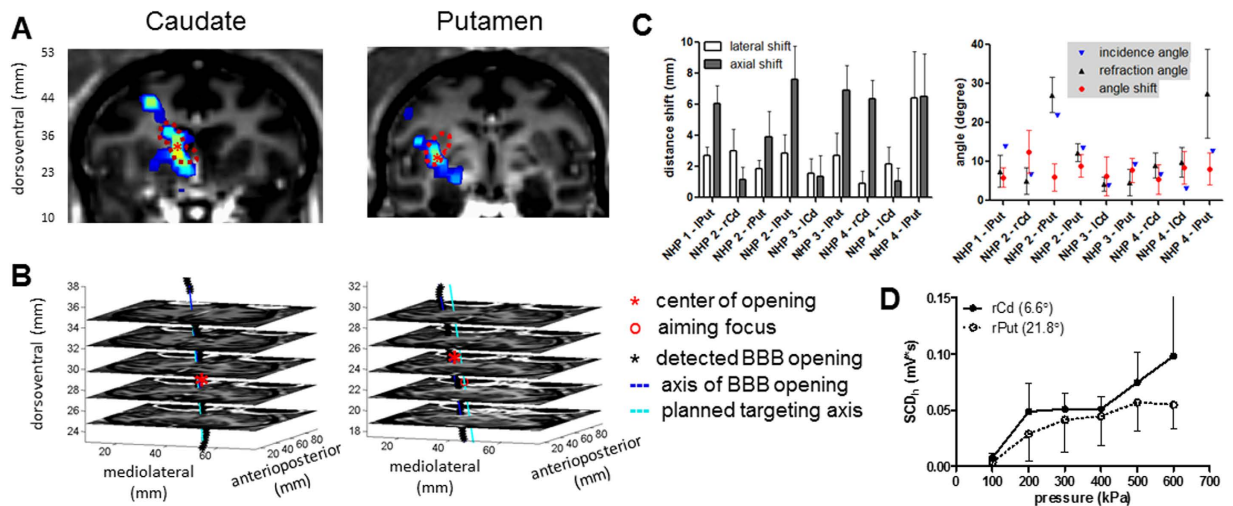 A
Caudate
Putamen
dorsoventral (mm)
53
44
36
23
10
B
dorsoventral (mm)
38
36
34
32
30
28
26
24
20
40
60
mediolateral
(mm)
20 40 60 80
anterioposterior
(mm)
32
30
28
26
24
22
20
18
20
40
60
mediolateral
(mm)
20 40 60 80
anterioposterior
(mm)
* center of opening
aiming focus
* detected BBB opening
axis of BBB opening
planned targeting axis
C
distance shift (mm)
10
8
6
4
2
0
lateral shift
axial shift
NHP 1 - lPut
NHP 2 - rCd
NHP 2 - rPut
NHP 2 - lPut
NHP 3 - lCd
NHP 3 - lPut
NHP 4 - rCd
NHP 4 - lCd
NHP 4 - lPut
angle (degree)
50
40
30
20
10
0
incidence angle
refraction angle
angle shift
NHP 1 - lPut
NHP 2 - rCd
NHP 2 - rPut
NHP 2 - lPut
NHP 3 - lCd
NHP 3 - lPut
NHP 4 - rCd
NHP 4 - lCd
NHP 4 - lPut
D
SCDh (mV²*s)
0.15
0.10
0.05
0.00
rCd (6.6°)
rPut (21.8°)
0 100 200 300 400 500 600 700
pressure (kPa)